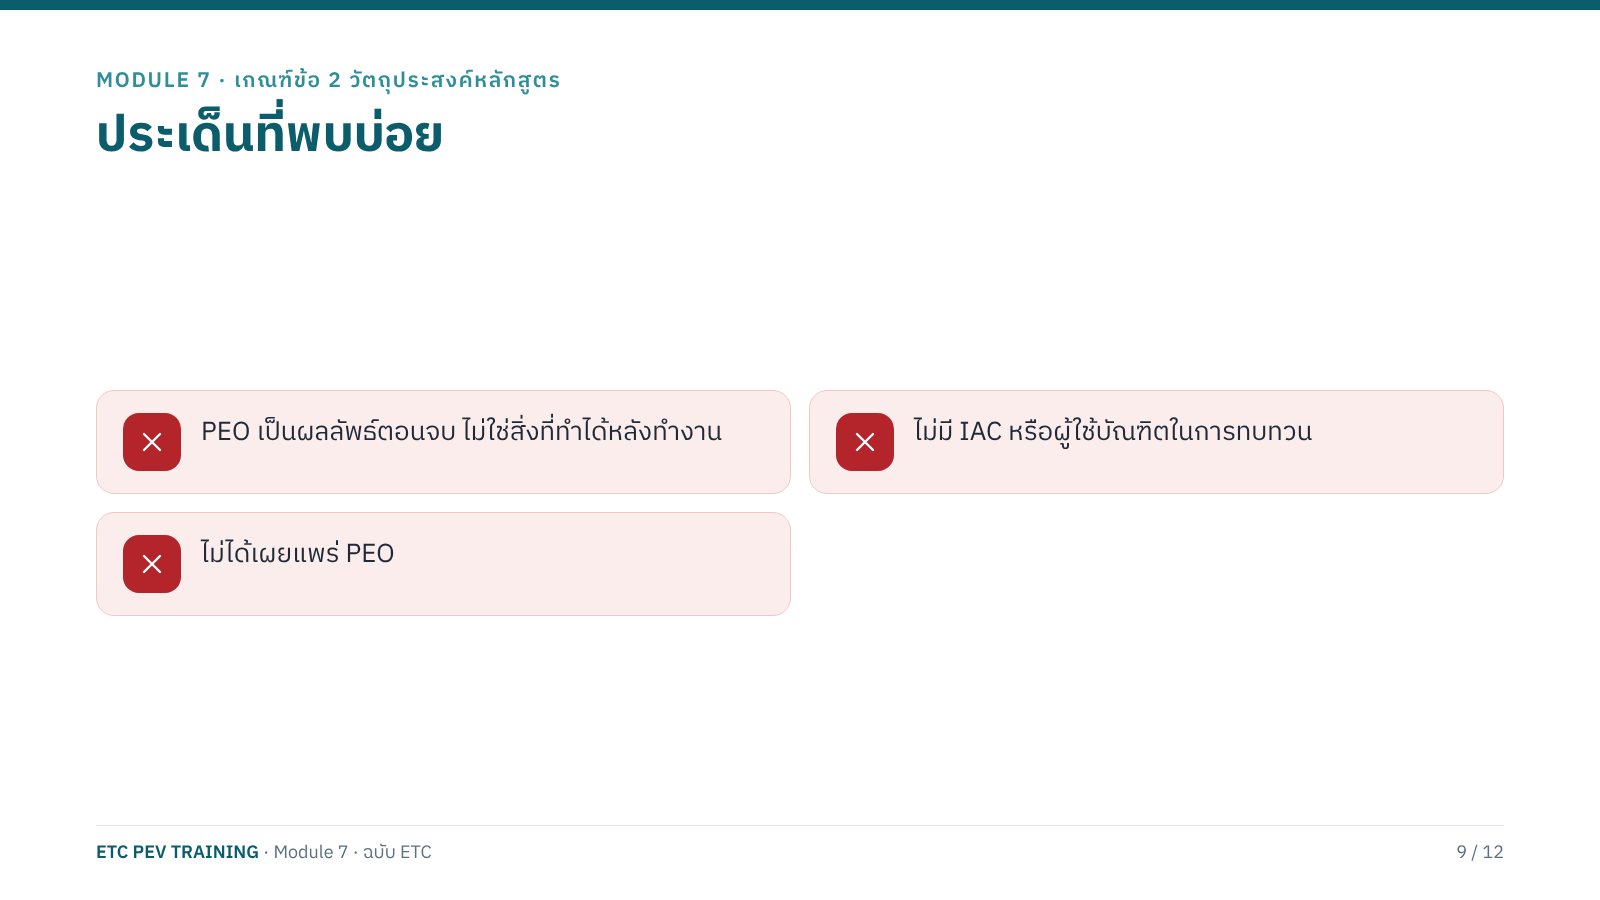 MODULE 7 · เกณฑ์ข้อ 2 วัตถุประสงค์หลักสูตร
ประเด็นที่พบบ่อย
PEO เป็นผลลัพธ์ตอนจบ ไม่ใช่สิ่งที่ทำได้หลังทำงาน
ไม่มี IAC หรือผู้ใช้บัณฑิตในการทบทวน
ไม่ได้เผยแพร่ PEO
ETC PEV TRAINING · Module 7 · ฉบับ ETC
9 / 12